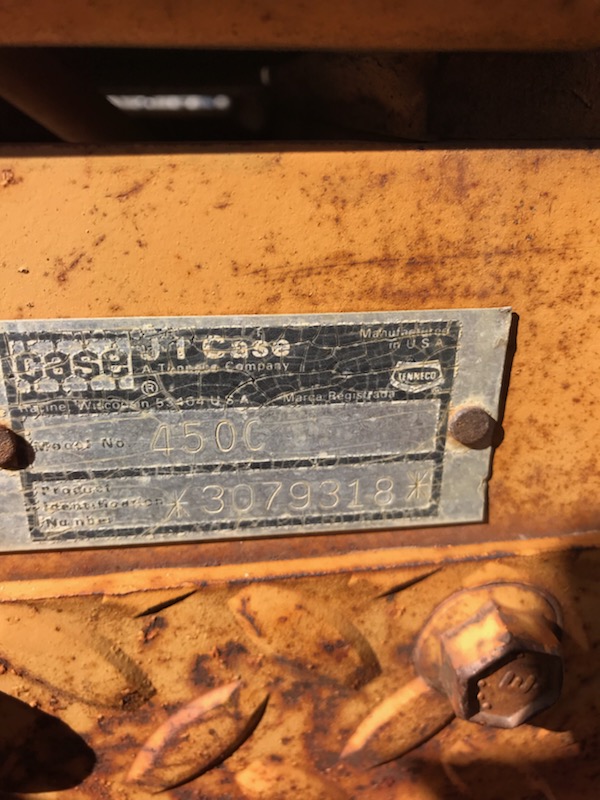 case
J I Case
A Tenneco Company
Manufactured
in U.S.A.
TENNECO
Racine, Wisconsin 53404 U.S.A.
Marca Registrada
Model No. 450C
Product
Identification
Number
*3079318*